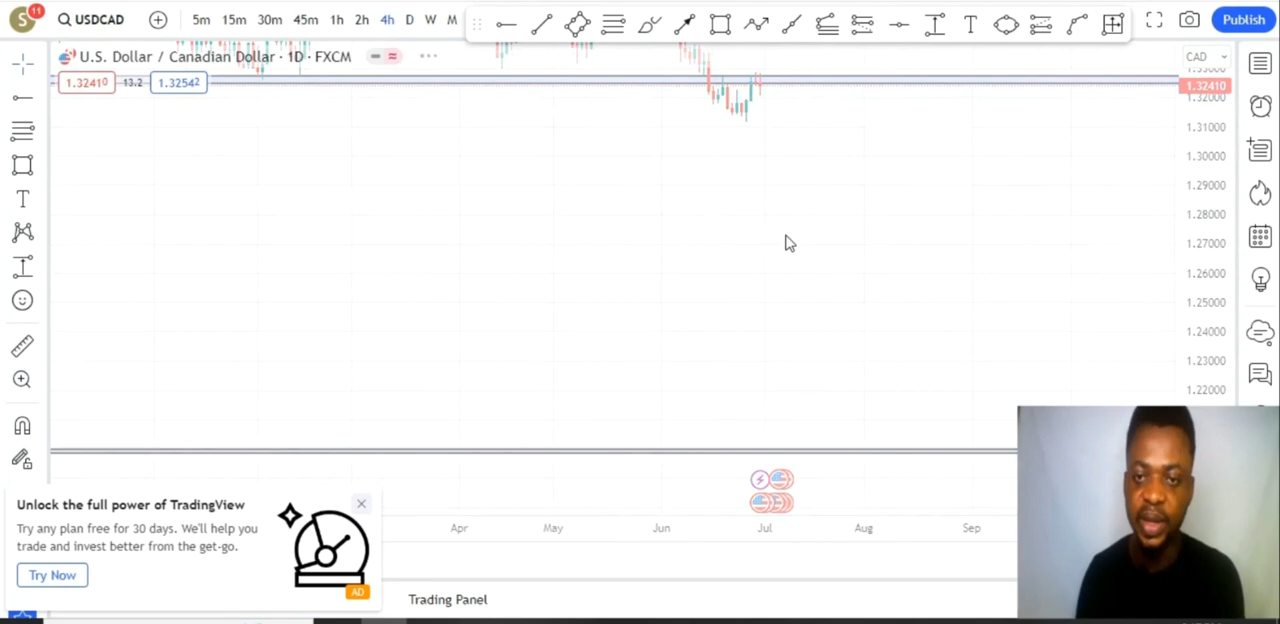 S 11 USDCAD 5m 15m 30m 45m 1h 2h 4h D W M T Publish
U.S. Dollar / Canadian Dollar · 1D · FXCM
CAD
1.32410 13.2 1.32542
1.32410
1.32000
1.31000
1.30000
1.29000
1.28000
1.27000
1.26000
1.25000
1.24000
1.23000
1.22000
T
Unlock the full power of TradingView
Try any plan free for 30 days. We'll help you
trade and invest better from the get-go.
Try Now
AD
Apr May Jun Jul Aug Sep
Trading Panel